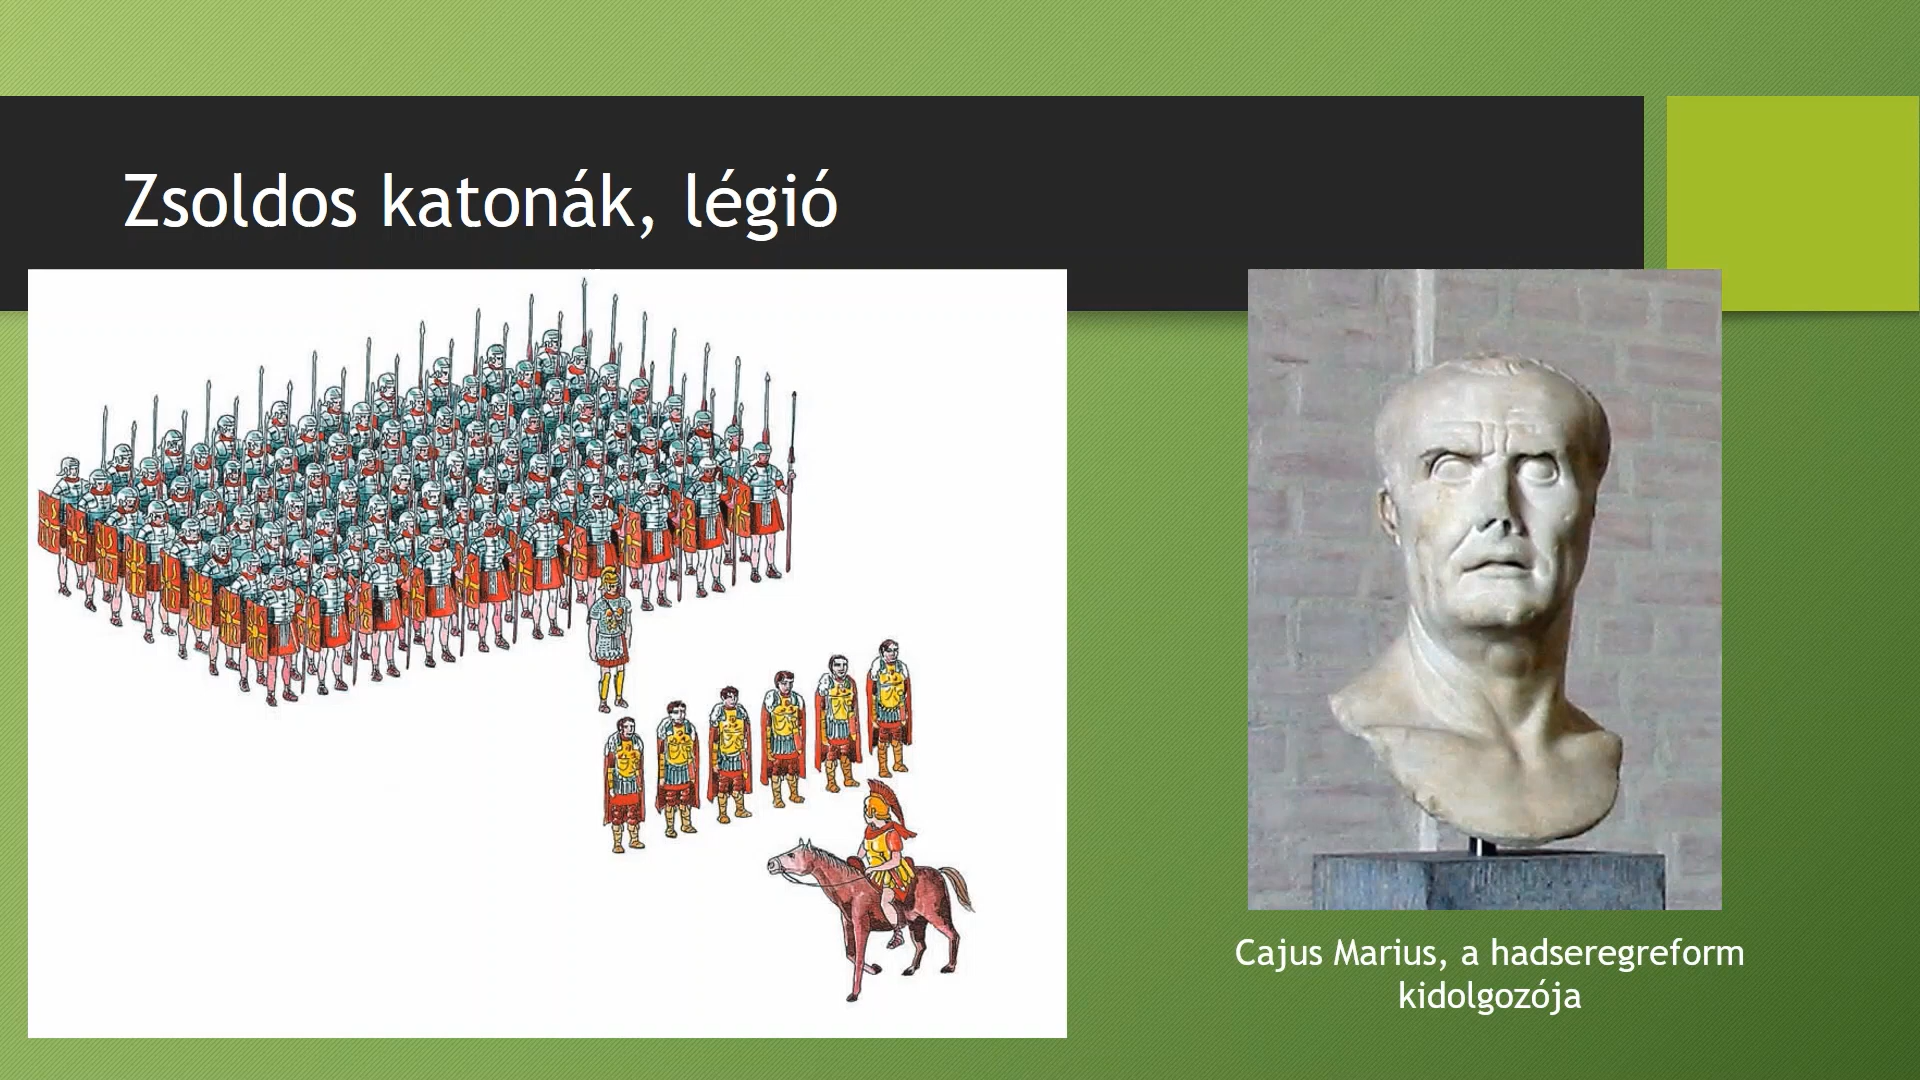 Zsoldos katonák, légió
Cajus Marius, a hadseregreform
kidolgozója